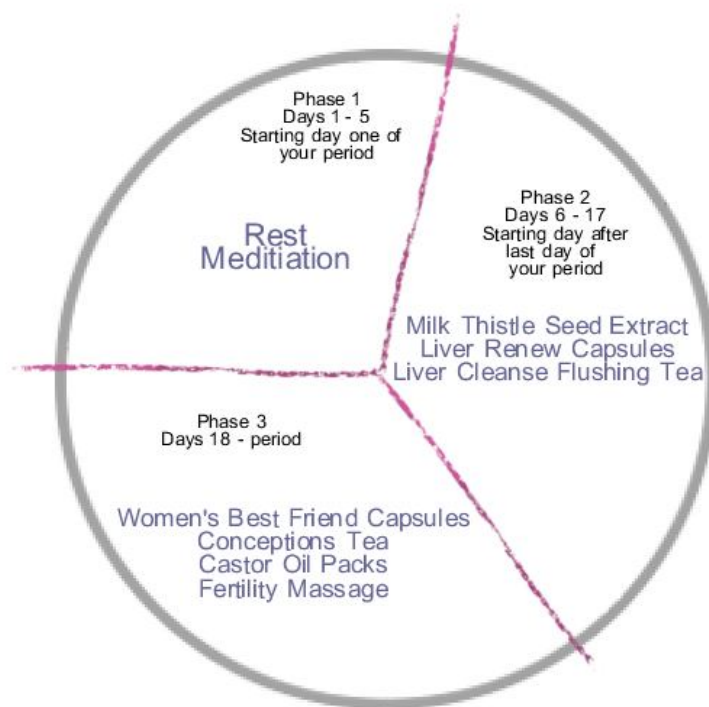 Phase 1
Days 1 - 5
Starting day one of
your period
Rest
Meditiation
Phase 2
Days 6 - 17
Starting day after
last day of
your period
Milk Thistle Seed Extract
Liver Renew Capsules
Liver Cleanse Flushing Tea
Phase 3
Days 18 - period
Women's Best Friend Capsules
Conceptions Tea
Castor Oil Packs
Fertility Massage